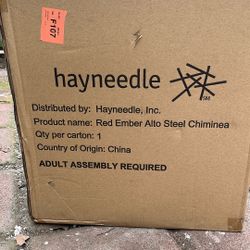 F107
hayneedle
SM
Distributed by: Hayneedle, Inc.
Product name: Red Ember Alto Steel Chiminea
Qty per carton: 1
Country of Origin: China
ADULT ASSEMBLY REQUIRED